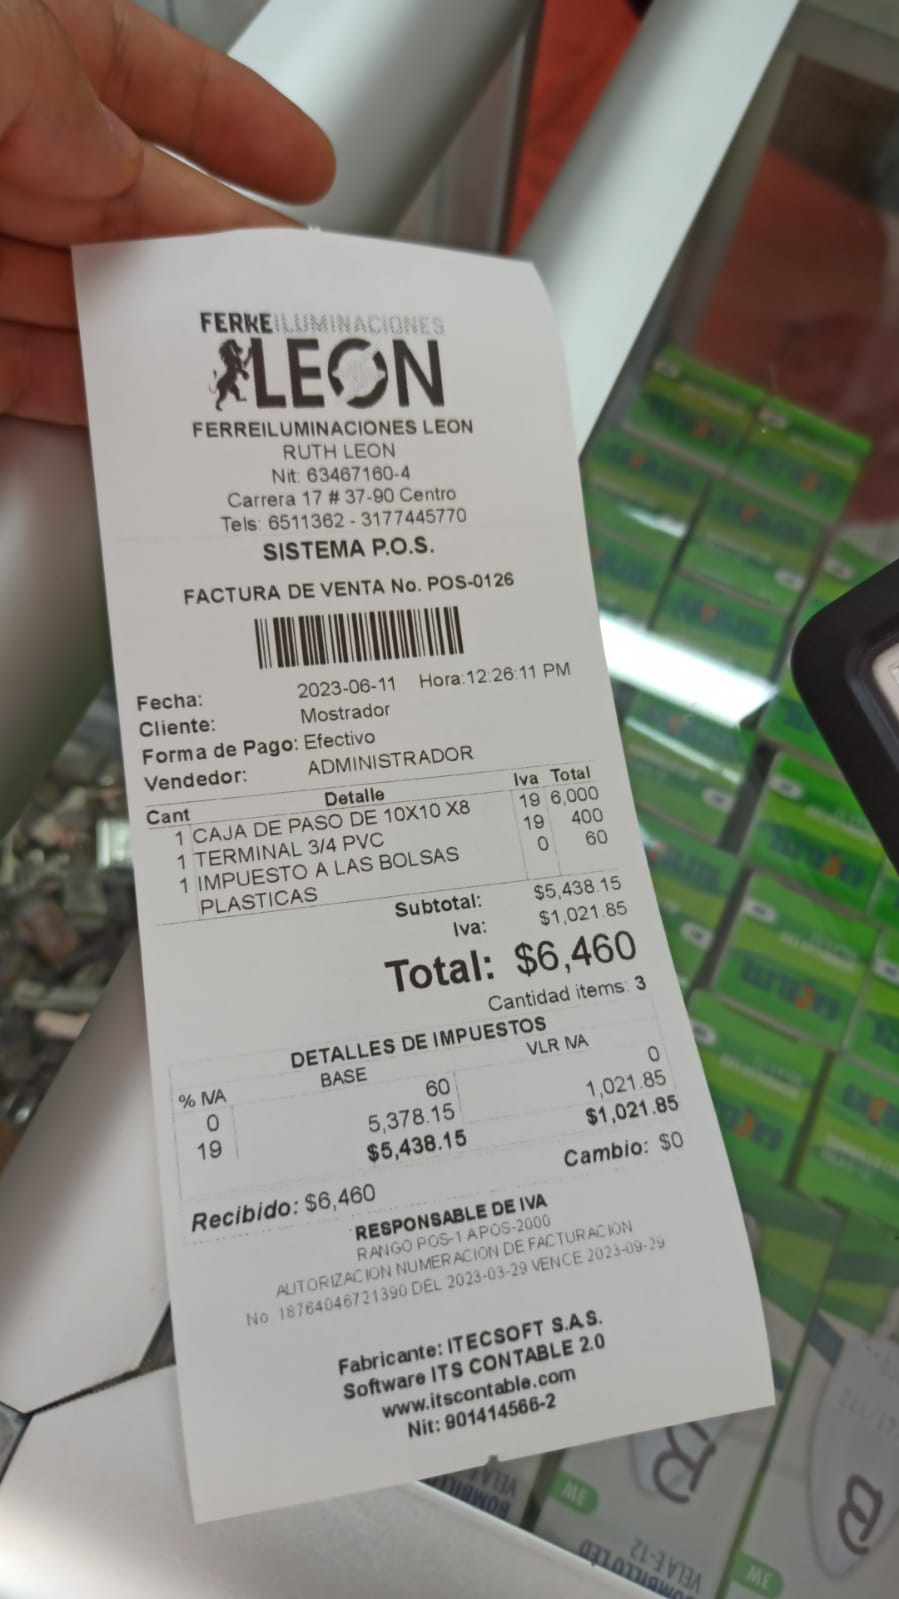 FERREILUMINACIONES
LEON
FERREILUMINACIONES LEON
RUTH LEON
Nit: 63467160-4
Carrera 17 # 37-90 Centro
Tels: 6511362 - 3177445770
SISTEMA P.O.S.
FACTURA DE VENTA No. POS-0126
Fecha: 2023-06-11 Hora:12:26:11 PM
Cliente: Mostrador
Forma de Pago: Efectivo
Vendedor: ADMINISTRADOR
Cant Detalle Iva Total
1 CAJA DE PASO DE 10X10 X8 19 6,000
1 TERMINAL 3/4 PVC 19 400
1 IMPUESTO A LAS BOLSAS 0 60
PLASTICAS
Subtotal: $5,438.15
Iva: $1,021.85
Total: $6,460
Cantidad items: 3
DETALLES DE IMPUESTOS
% IVA BASE VLR IVA
0 60 0
19 5,378.15 1,021.85
$5,438.15 $1,021.85
Recibido: $6,460 Cambio: $0
RESPONSABLE DE IVA
RANGO POS-1 A POS-2000
AUTORIZACION NUMERACION DE FACTURACION
No 18764046721390 DEL 2023-03-29 VENCE 2023-09-29
Fabricante: ITECSOFT S.A.S.
Software ITS CONTABLE 2.0
www.itscontable.com
Nit: 901414566-2
BOMBILLO LED
VELA E-12
3W
3W
B
B